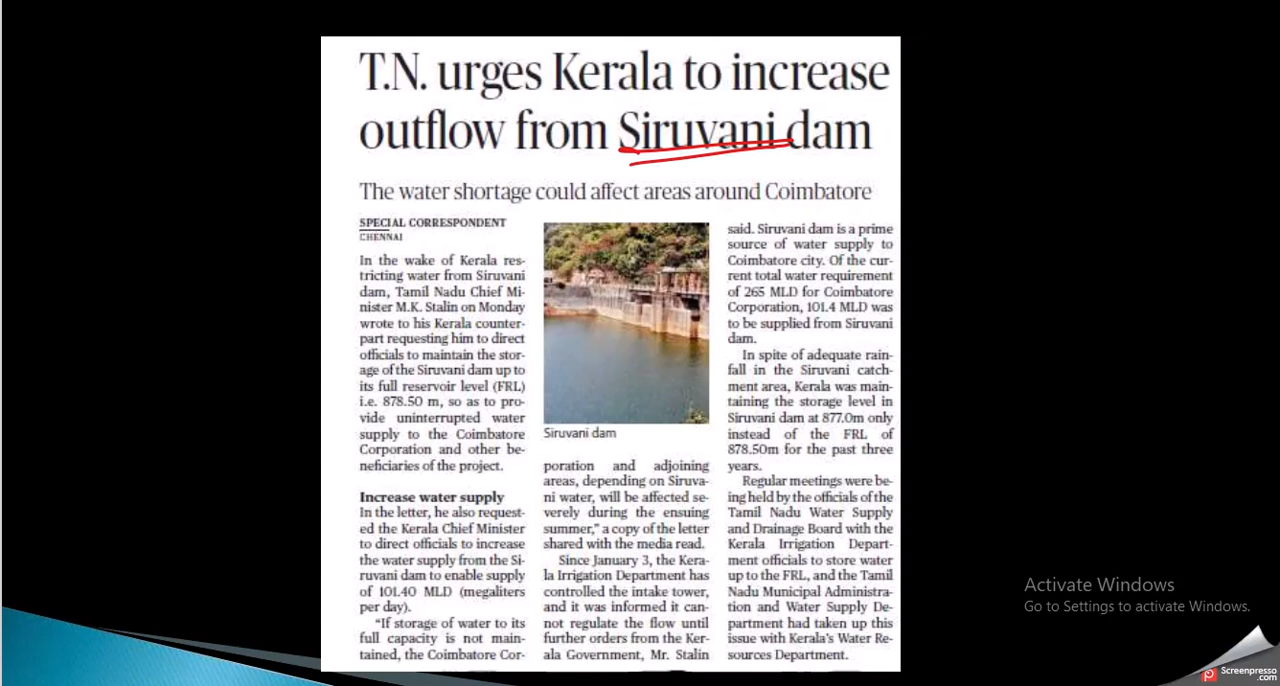 T.N. urges Kerala to increase
outflow from Siruvani dam
The water shortage could affect areas around Coimbatore
SPECIAL CORRESPONDENT
CHENNAI
In the wake of Kerala res-
tricting water from Siruvani
dam, Tamil Nadu Chief Mi-
nister M.K. Stalin on Monday
wrote to his Kerala counter-
part requesting him to direct
officials to maintain the stor-
age of the Siruvani dam up to
its full reservoir level (FRL)
i.e. 878.50 m, so as to pro-
vide uninterrupted water
supply to the Coimbatore
Corporation and other be-
neficiaries of the project.
Increase water supply
In the letter, he also request-
ed the Kerala Chief Minister
to direct officials to increase
the water supply from the Si-
ruvani dam to enable supply
of 101.40 MLD (megaliters
per day).
"If storage of water to its
full capacity is not main-
tained, the Coimbatore Cor-
Siruvani dam
poration and adjoining
areas, depending on Siruva-
ni water, will be affected se-
verely during the ensuing
summer," a copy of the letter
shared with the media read.
Since January 3, the Kera-
la Irrigation Department has
controlled the intake tower,
and it was informed it can-
not regulate the flow until
further orders from the Ker-
ala Government, Mr. Stalin
said. Siruvani dam is a prime
source of water supply to
Coimbatore city. Of the cur-
rent total water requirement
of 265 MLD for Coimbatore
Corporation, 101.4 MLD was
to be supplied from Siruvani
dam.
In spite of adequate rain-
fall in the Siruvani catch-
ment area, Kerala was main-
taining the storage level in
Siruvani dam at 877.0m only
instead of the FRL of
878.50m for the past three
years.
Regular meetings were be-
ing held by the officials of the
Tamil Nadu Water Supply
and Drainage Board with the
Kerala Irrigation Depart-
ment officials to store water
up to the FRL, and the Tamil
Nadu Municipal Administra-
tion and Water Supply De-
partment had taken up this
issue with Kerala's Water Re-
sources Department.
Activate Windows
Go to Settings to activate Windows.
Screenpresso
.com